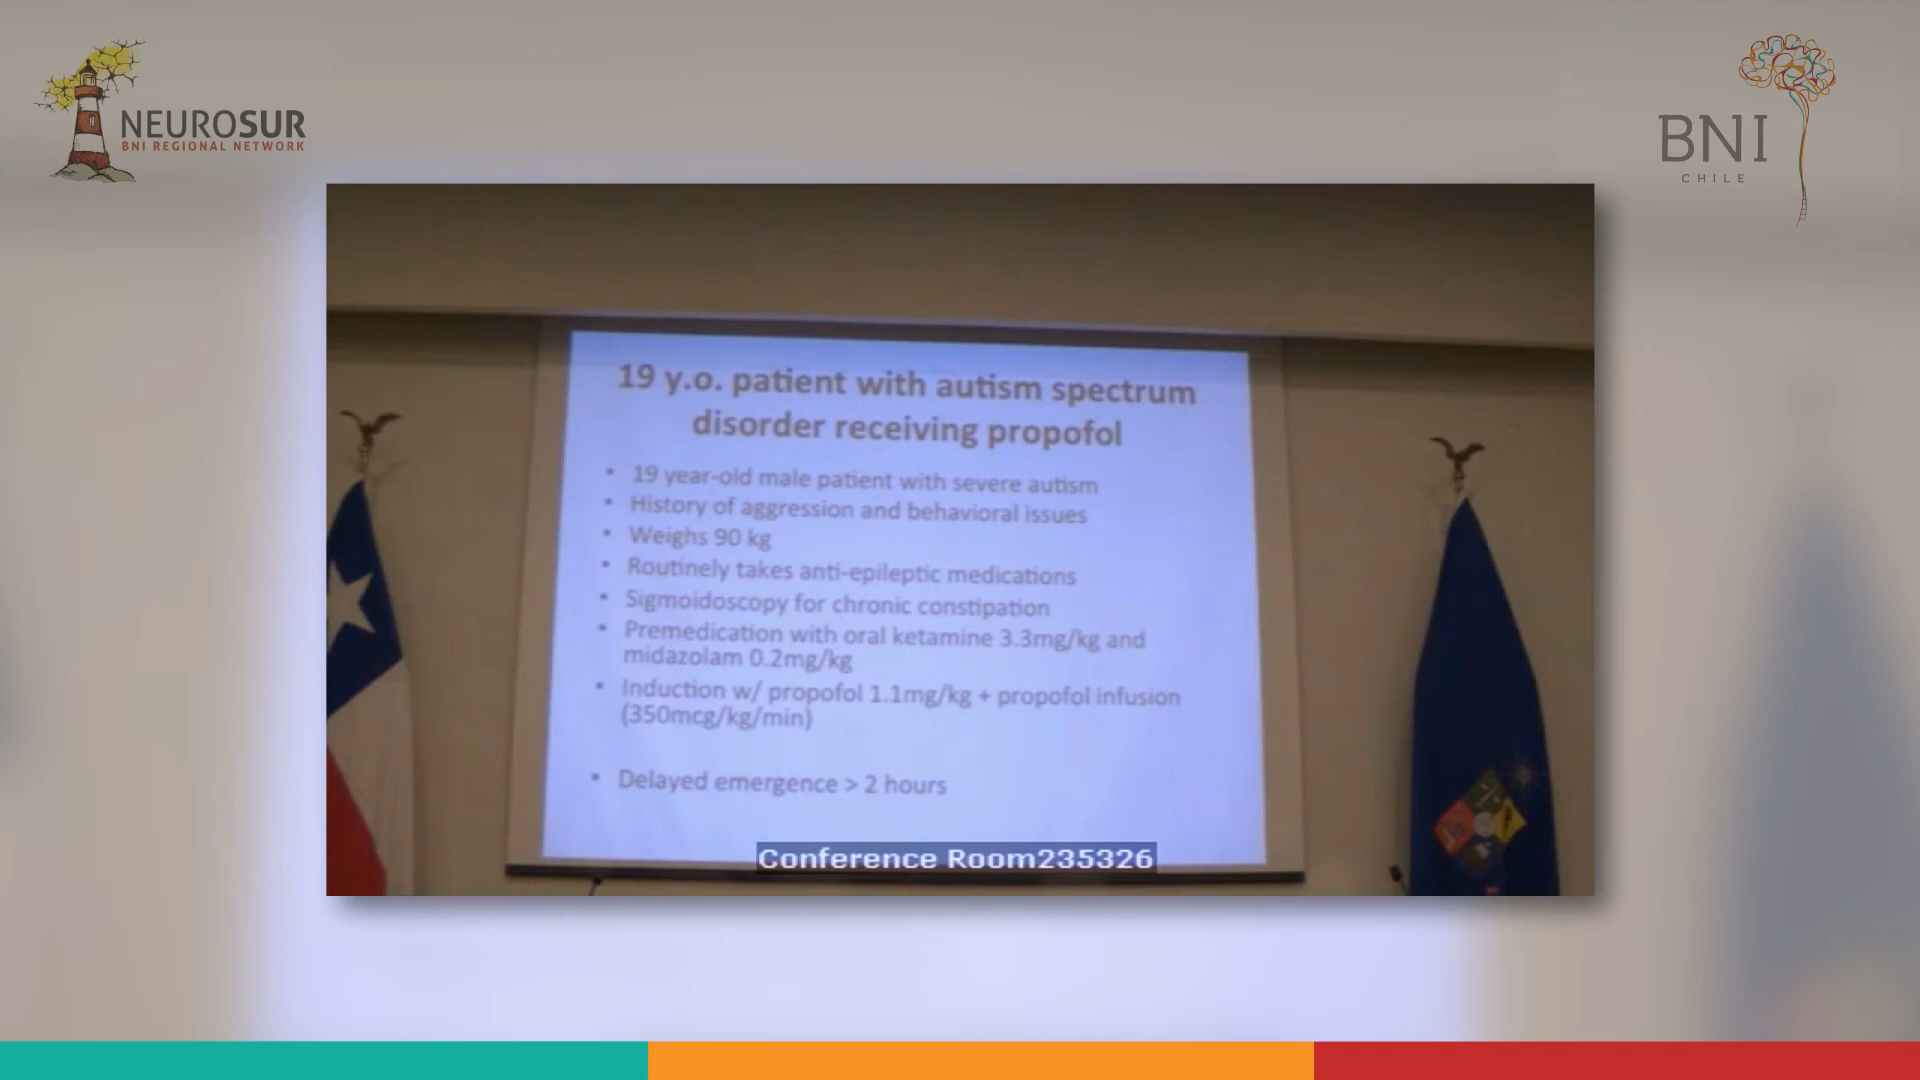 NEUROSUR
BNI REGIONAL NETWORK
BNI
CHILE
19 y.o. patient with autism spectrum
disorder receiving propofol
• 19 year-old male patient with severe autism
• History of aggression and behavioral issues
• Weighs 90 kg
• Routinely takes anti-epileptic medications
• Sigmoidoscopy for chronic constipation
• Premedication with oral ketamine 3.3mg/kg and
midazolam 0.2mg/kg
• Induction w/ propofol 1.1mg/kg + propofol infusion
(350mcg/kg/min)
• Delayed emergence > 2 hours
Conference Room235326